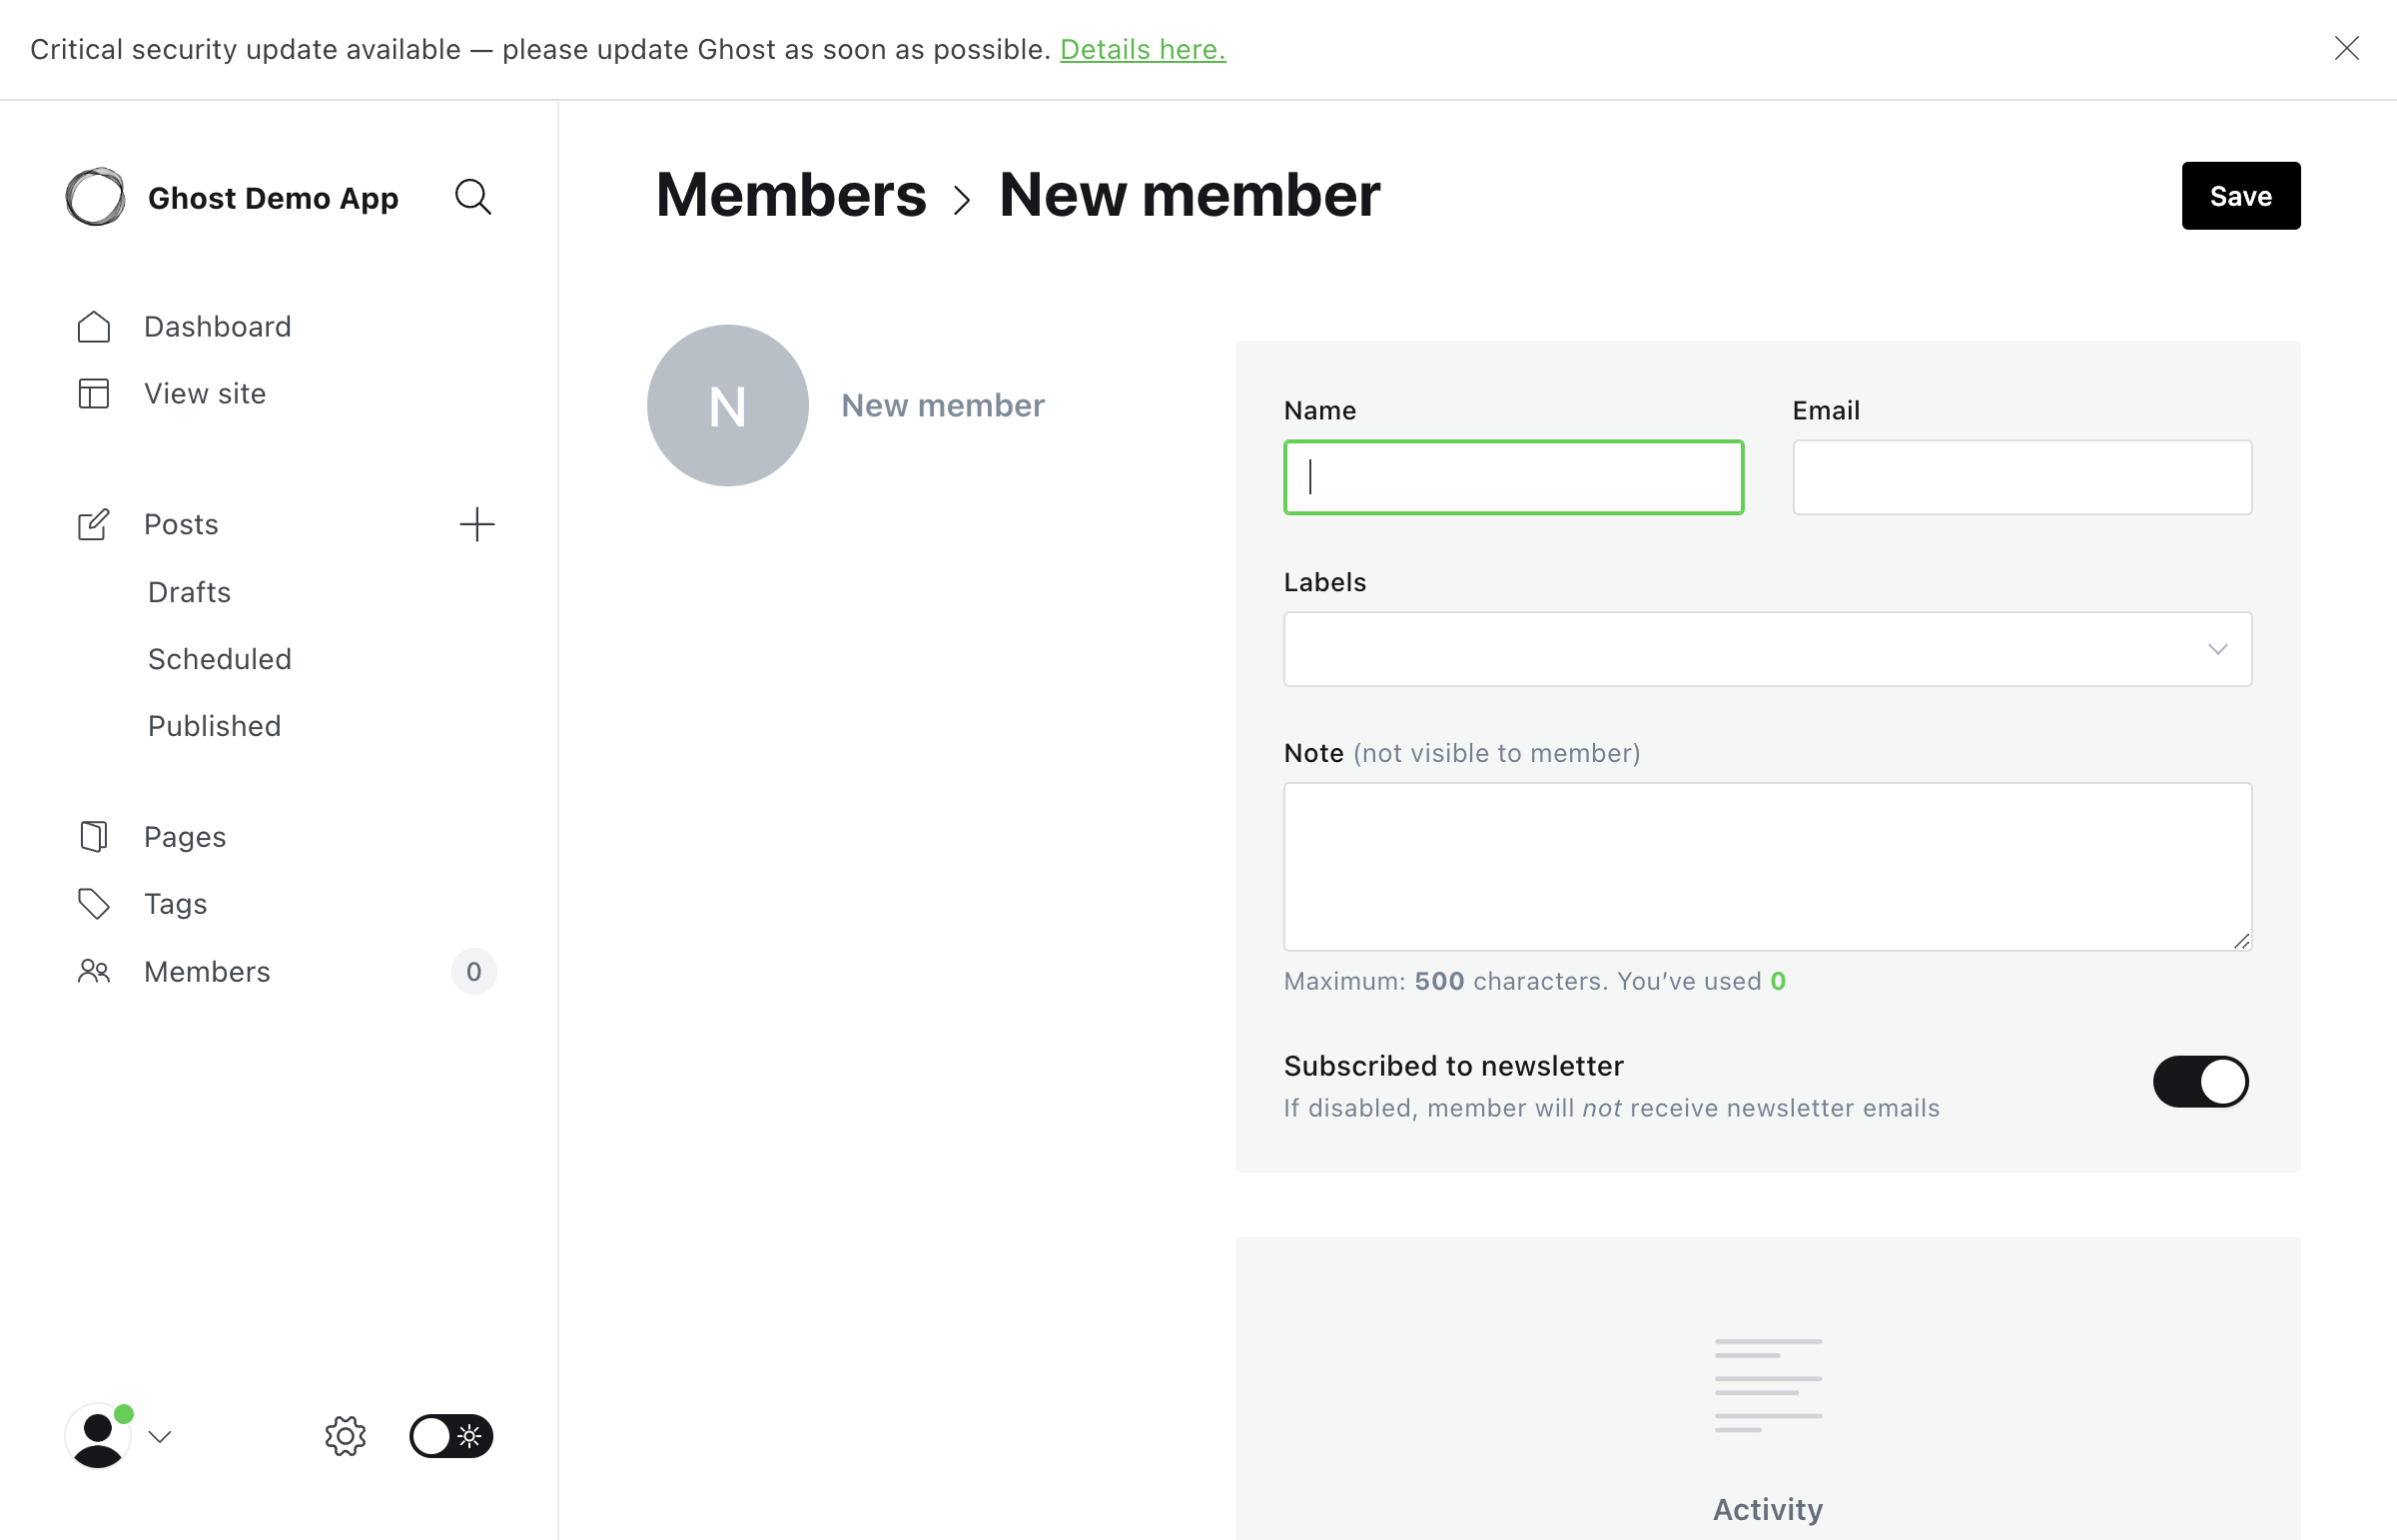 Critical security update available — please update Ghost as soon as possible. Details here.
Ghost Demo App
Dashboard
View site
Posts
Drafts
Scheduled
Published
Pages
Tags
Members 0
Members > New member
Save
N
New member
Name
Email
Labels
Note (not visible to member)
Maximum: 500 characters. You’ve used 0
Subscribed to newsletter
If disabled, member will not receive newsletter emails
Activity